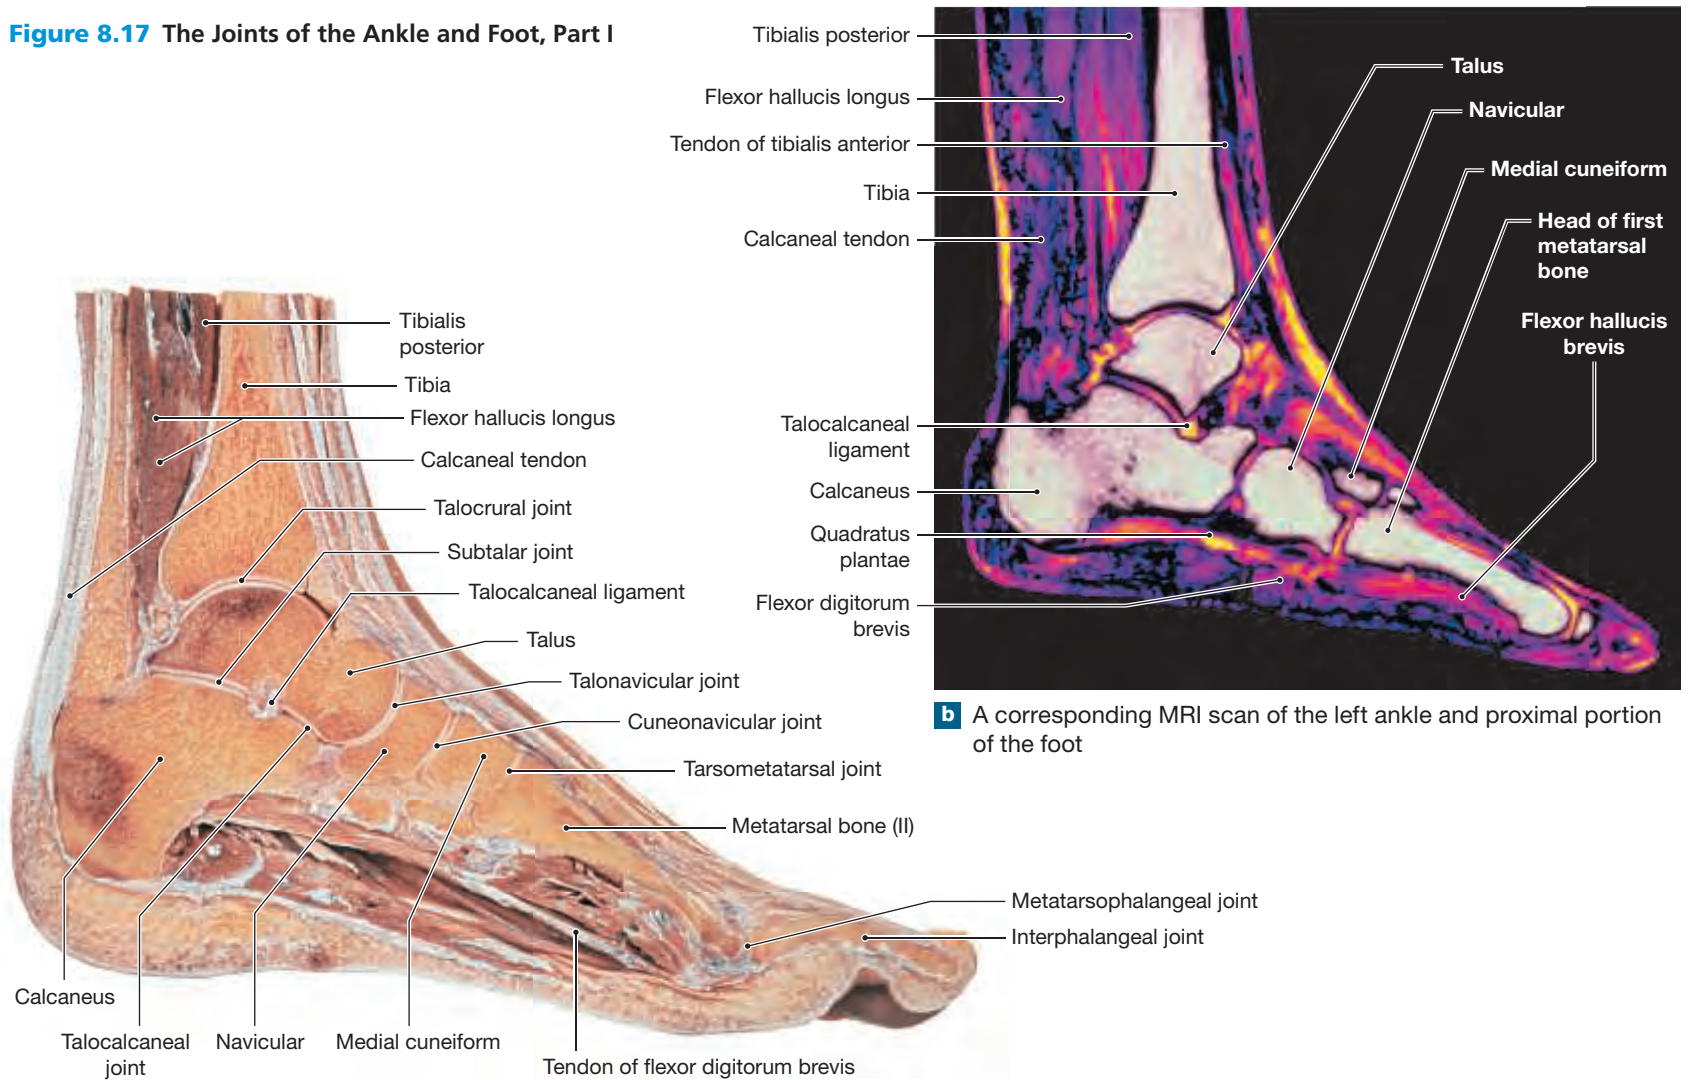 Figure 8.17 The Joints of the Ankle and Foot, Part I
Tibialis
posterior
Tibia
Flexor hallucis longus
Calcaneal tendon
Talocrural joint
Subtalar joint
Talocalcaneal ligament
Talus
Talonavicular joint
Cuneonavicular joint
Tarsometatarsal joint
Metatarsal bone (II)
Metatarsophalangeal joint
Interphalangeal joint
Calcaneus
Talocalcaneal
joint
Navicular
Medial cuneiform
Tendon of flexor digitorum brevis
Tibialis posterior
Flexor hallucis longus
Tendon of tibialis anterior
Tibia
Calcaneal tendon
Talocalcaneal
ligament
Calcaneus
Quadratus
plantae
Flexor digitorum
brevis
Talus
Navicular
Medial cuneiform
Head of first
metatarsal
bone
Flexor hallucis
brevis
b A corresponding MRI scan of the left ankle and proximal portion
of the foot